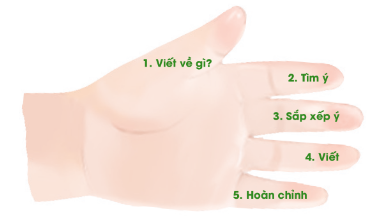 1. Viết về gì?
2. Tìm ý
3. Sắp xếp ý
4. Viết
5. Hoàn chỉnh